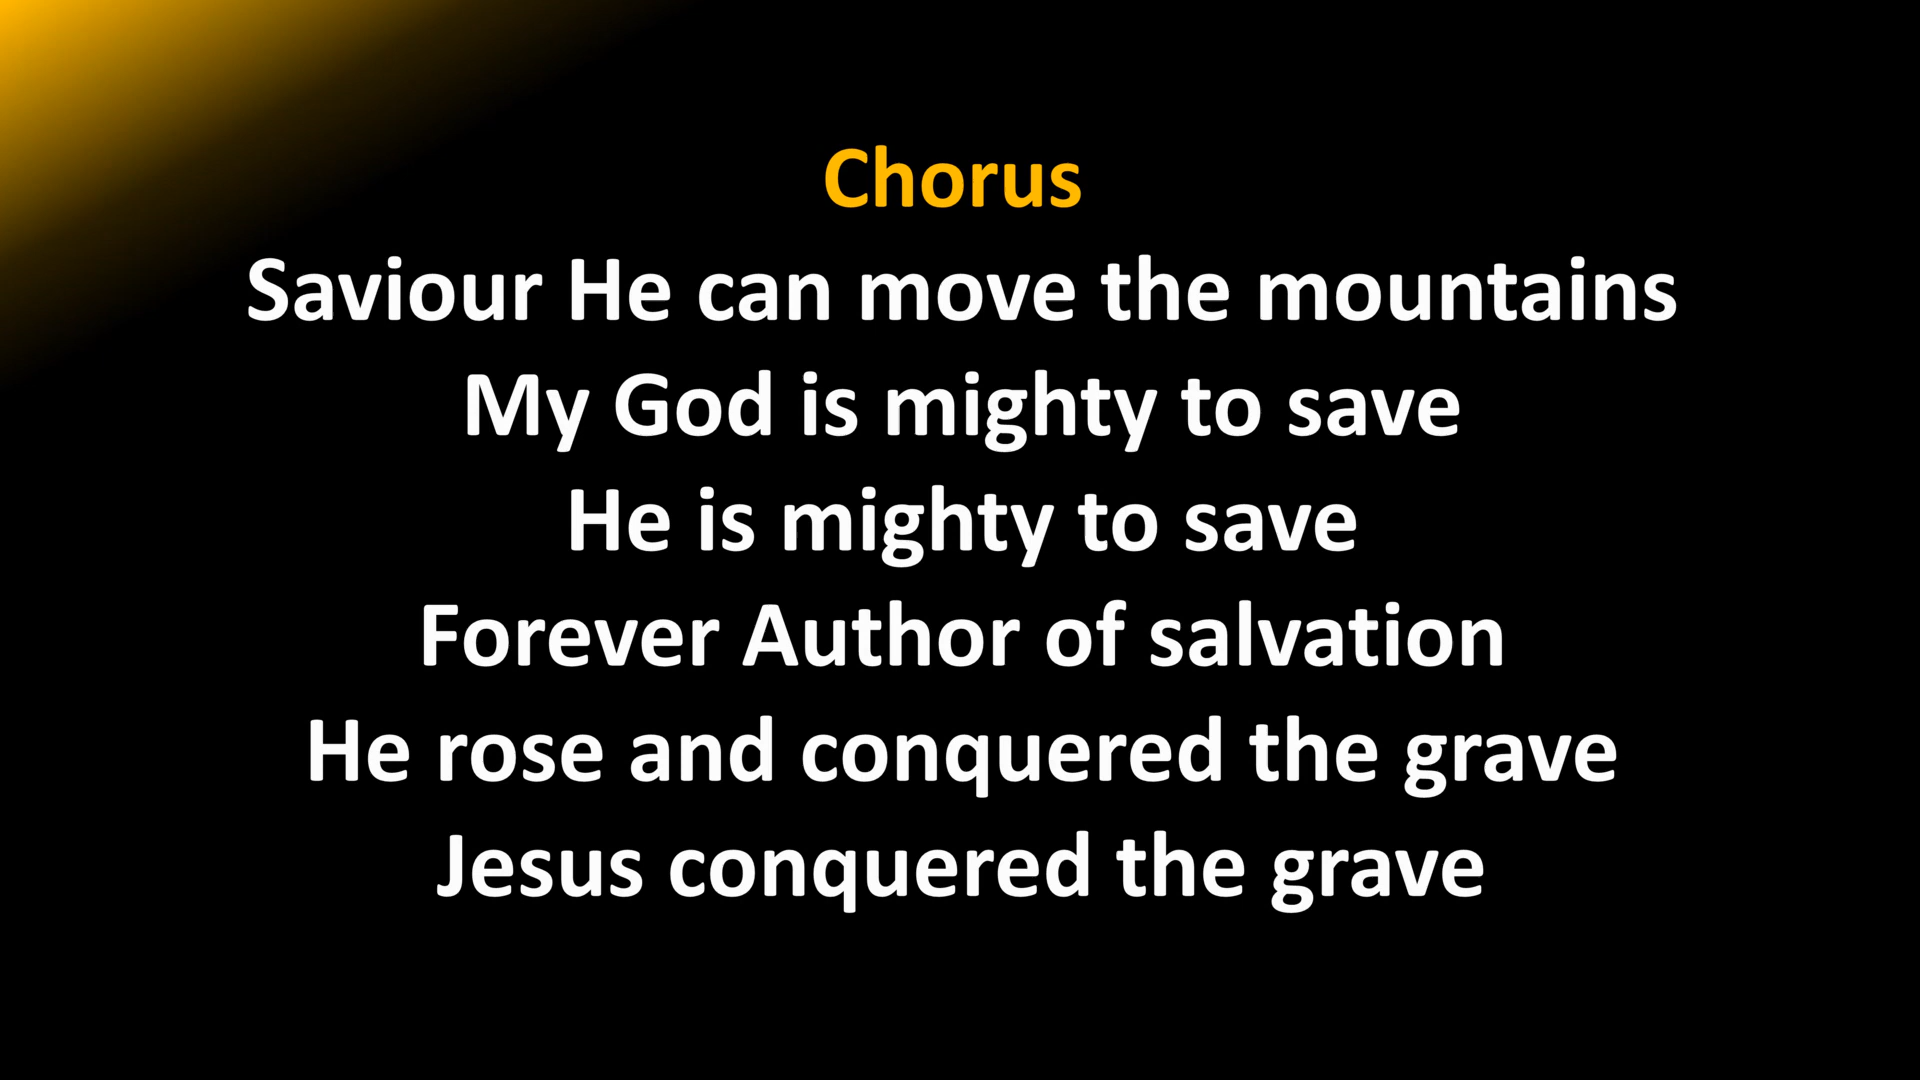 Chorus
Saviour He can move the mountains
My God is mighty to save
He is mighty to save
Forever Author of salvation
He rose and conquered the grave
Jesus conquered the grave